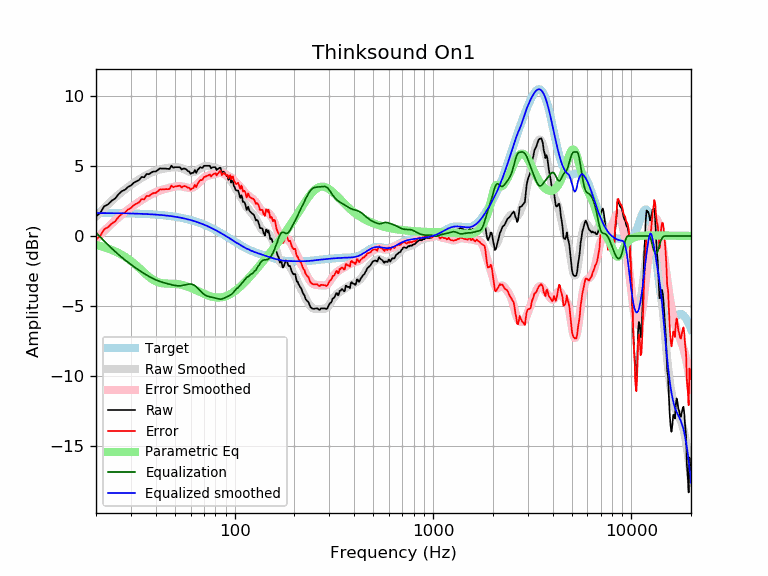 Thinksound On1
Amplitude (dBr)
10
5
0
−5
−10
−15
Target
Raw Smoothed
Error Smoothed
Raw
Error
Parametric Eq
Equalization
Equalized smoothed
100
1000
10000
Frequency (Hz)